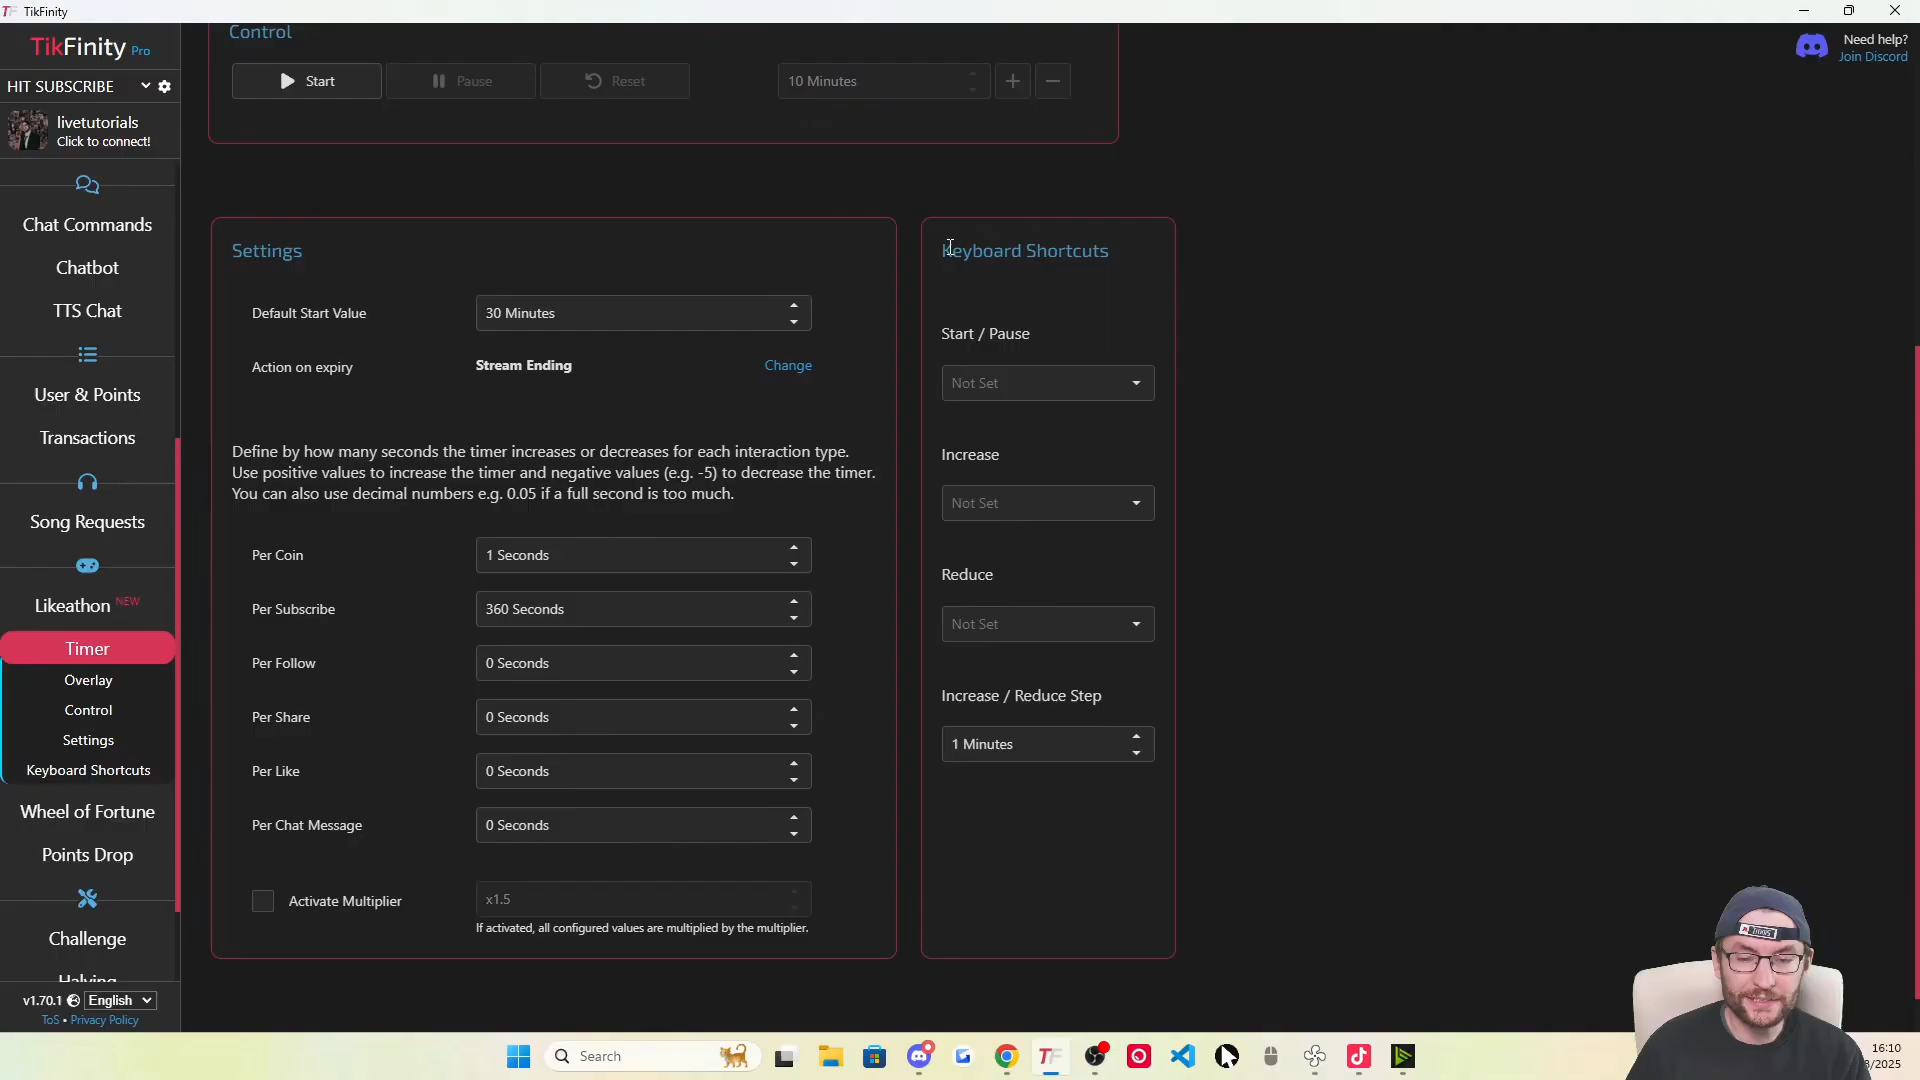 TikFinity
TikFinity Pro
HIT SUBSCRIBE
livetutorials
Click to connect!
Chat Commands
Chatbot
TTS Chat
User & Points
Transactions
Song Requests
Likeathon NEW
Timer
Overlay
Control
Settings
Keyboard Shortcuts
Wheel of Fortune
Points Drop
Challenge
Halving
v1.70.1 English
ToS • Privacy Policy
Need help?
Join Discord
Control
Start
Pause
Reset
10 Minutes
Settings
Default Start Value
30 Minutes
Action on expiry
Stream Ending
Change
Define by how many seconds the timer increases or decreases for each interaction type.
Use positive values to increase the timer and negative values (e.g. -5) to decrease the timer.
You can also use decimal numbers e.g. 0.05 if a full second is too much.
Per Coin
1 Seconds
Per Subscribe
360 Seconds
Per Follow
0 Seconds
Per Share
0 Seconds
Per Like
0 Seconds
Per Chat Message
0 Seconds
Activate Multiplier
x1.5
If activated, all configured values are multiplied by the multiplier.
Keyboard Shortcuts
Start / Pause
Not Set
Increase
Not Set
Reduce
Not Set
Increase / Reduce Step
1 Minutes
Search
16:10
/2025